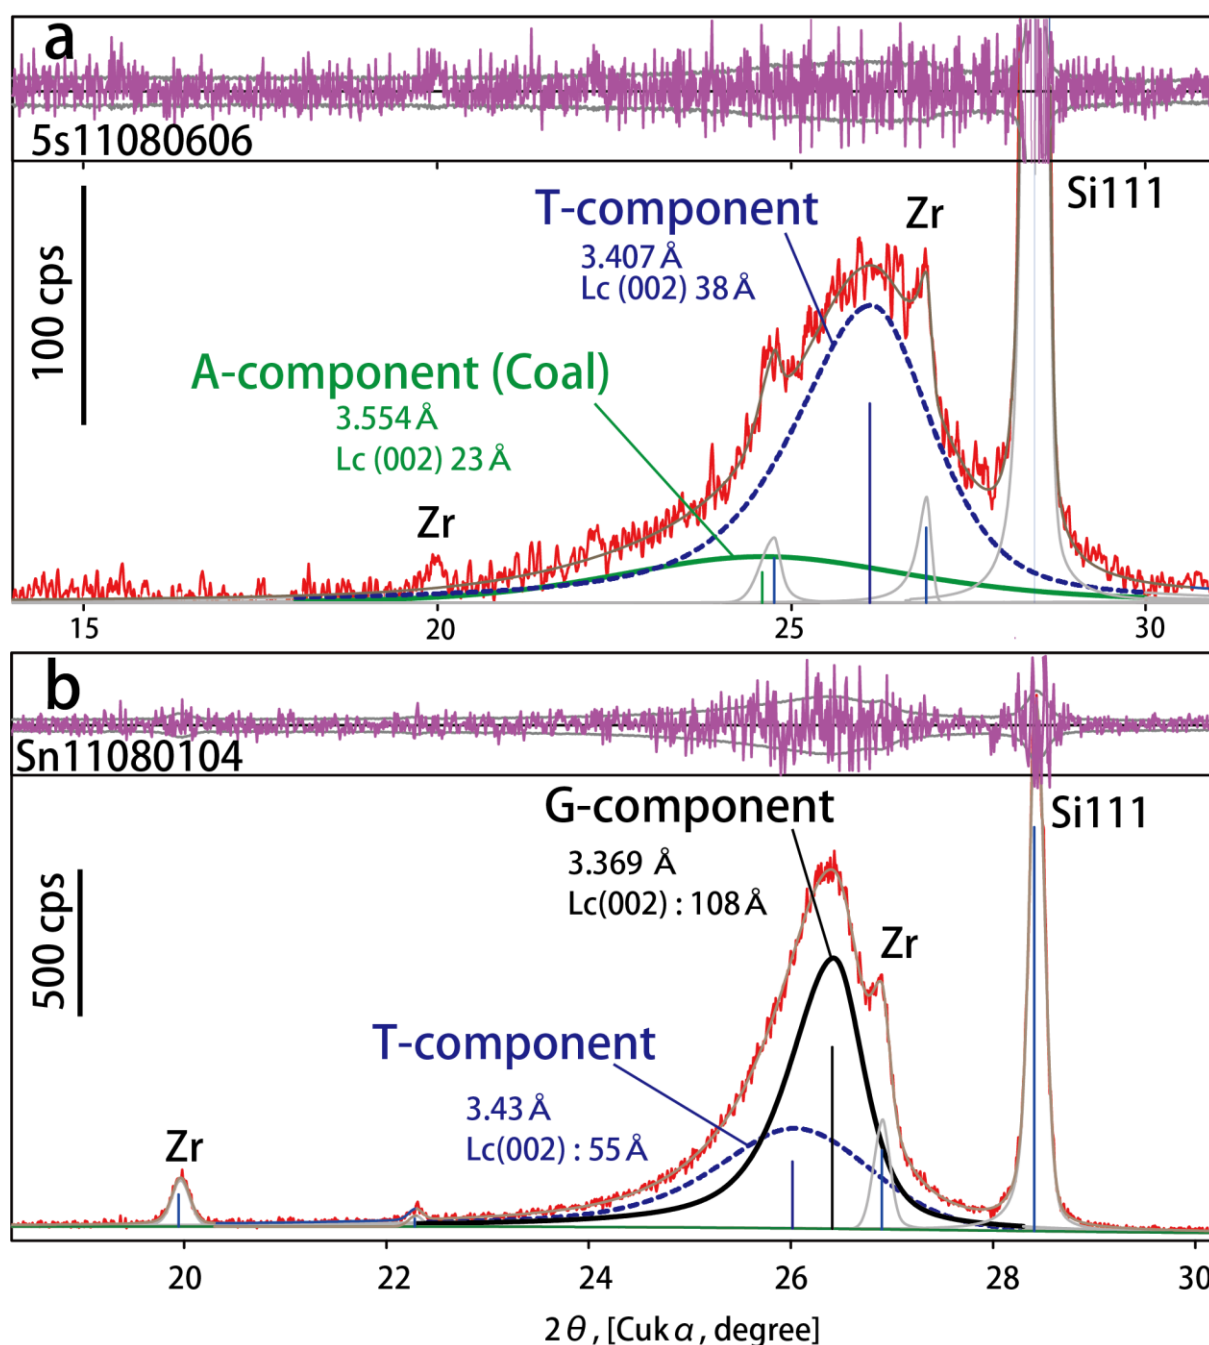 a
5s11080606
Si111
T-component
Zr
3.407 Å
Lc (002) 38 Å
100 cps
A-component (Coal)
3.554 Å
Lc (002) 23 Å
Zr
15 20 25 30
b
Sn11080104
G-component
Si111
3.369 Å
Lc(002) : 108 Å
500 cps
Zr
T-component
3.43 Å
Lc(002) : 55 Å
Zr
20 22 24 26 28 30
2θ, [Cukα, degree]